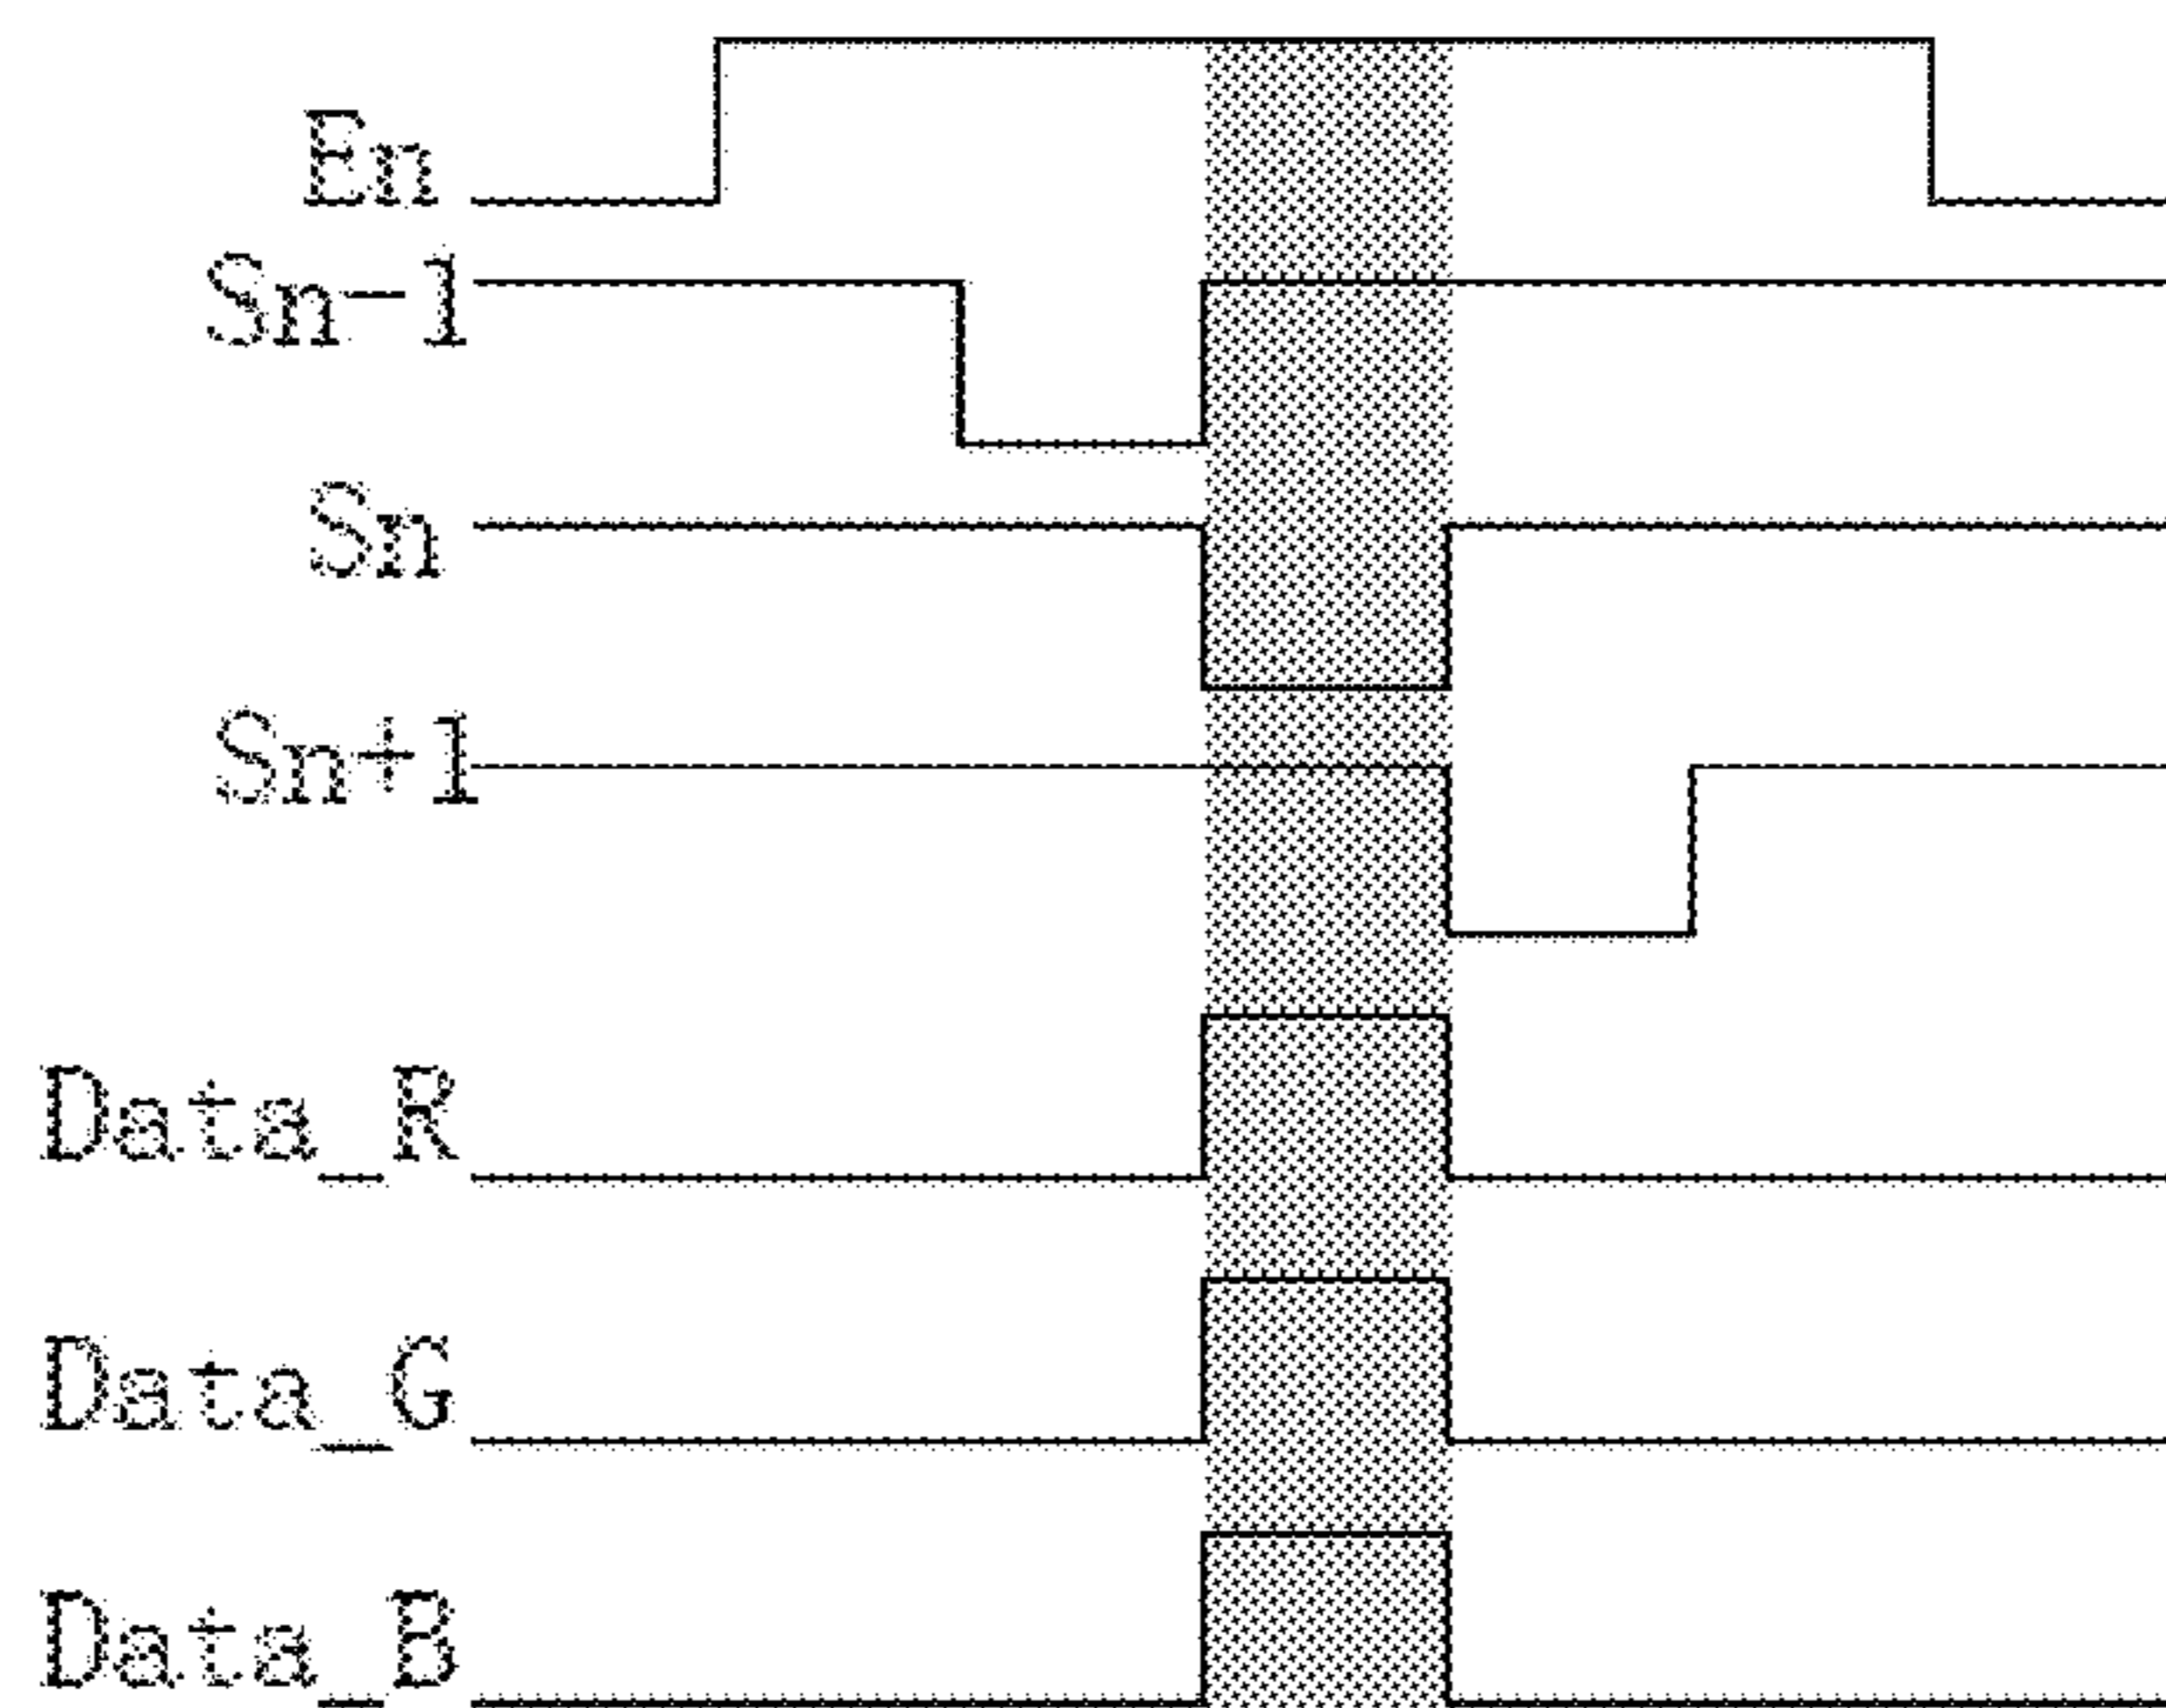 En
Sn-1
Sn
Sn+1
Data_R
Data_G
Data_B